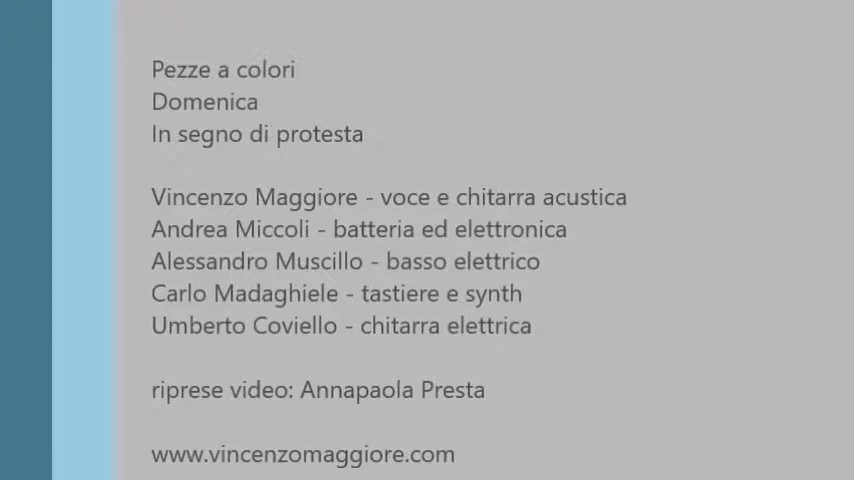 Pezze a colori
Domenica
In segno di protesta
Vincenzo Maggiore - voce e chitarra acustica
Andrea Miccoli - batteria ed elettronica
Alessandro Muscillo - basso elettrico
Carlo Madaghiele - tastiere e synth
Umberto Coviello - chitarra elettrica
riprese video: Annapaola Presta
www.vincenzomaggiore.com